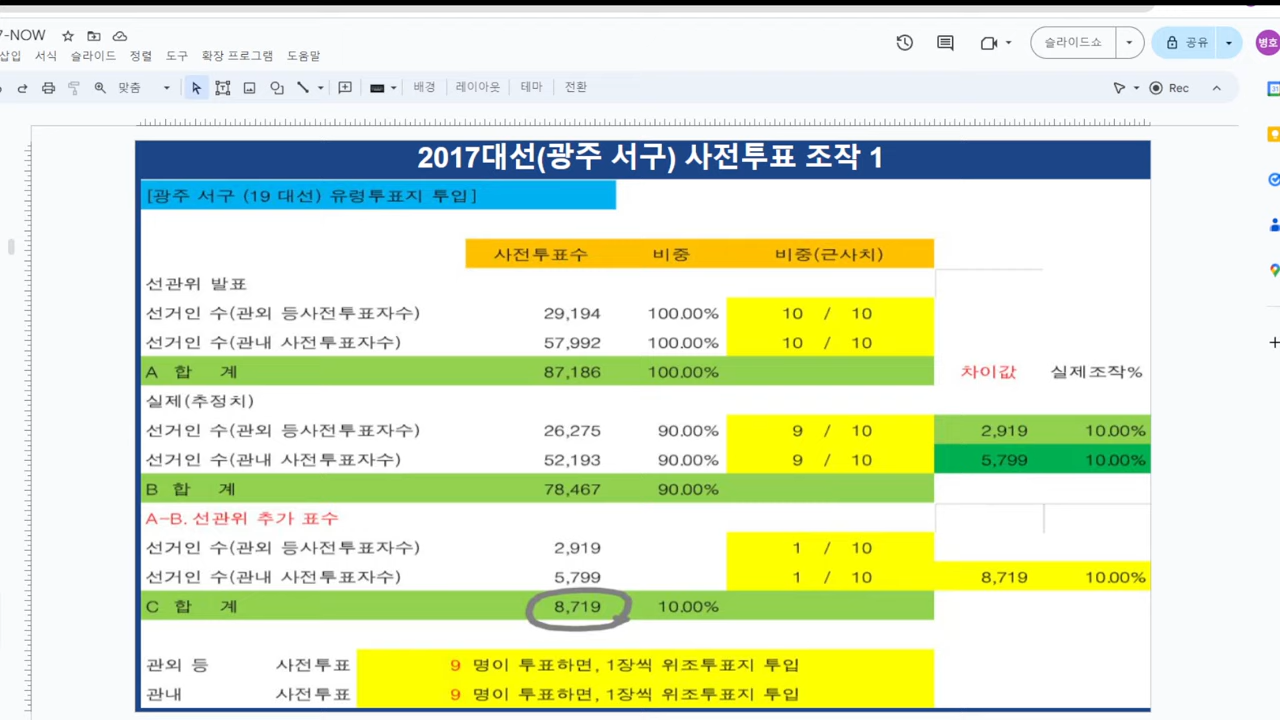 7-NOW
삽입 서식 슬라이드 정렬 도구 확장 프로그램 도움말
슬라이드쇼 공유 병호
맞춤 배경 레이아웃 테마 전환 Rec
2017대선(광주 서구) 사전투표 조작 1
[광주 서구 (19 대선) 유령투표지 투입]
사전투표수 비중 비중(근사치)
선관위 발표
선거인 수(관외 등사전투표자수) 29,194 100.00% 10 / 10
선거인 수(관내 사전투표자수) 57,992 100.00% 10 / 10
A 합 계 87,186 100.00% 차이값 실제조작%
실제(추정치)
선거인 수(관외 등사전투표자수) 26,275 90.00% 9 / 10 2,919 10.00%
선거인 수(관내 사전투표자수) 52,193 90.00% 9 / 10 5,799 10.00%
B 합 계 78,467 90.00%
A-B. 선관위 추가 표수
선거인 수(관외 등사전투표자수) 2,919 1 / 10
선거인 수(관내 사전투표자수) 5,799 1 / 10 8,719 10.00%
C 합 계 8,719 10.00%
관외 등 사전투표 9 명이 투표하면, 1장씩 위조투표지 투입
관내 사전투표 9 명이 투표하면, 1장씩 위조투표지 투입